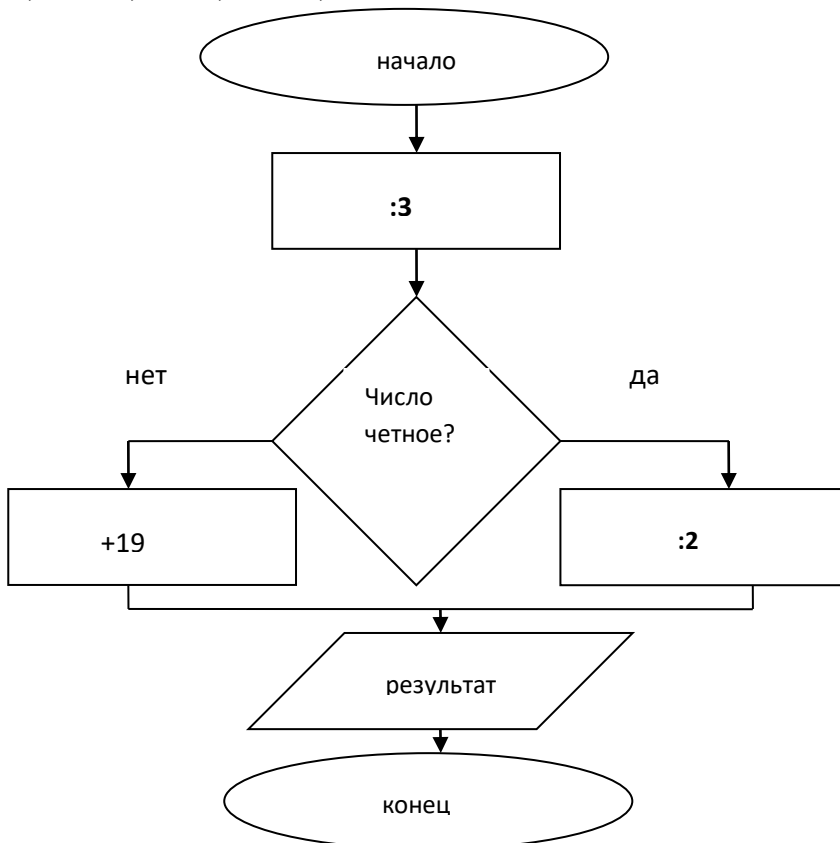 начало
:3
нет
да
Число
четное?
+19
:2
результат
конец